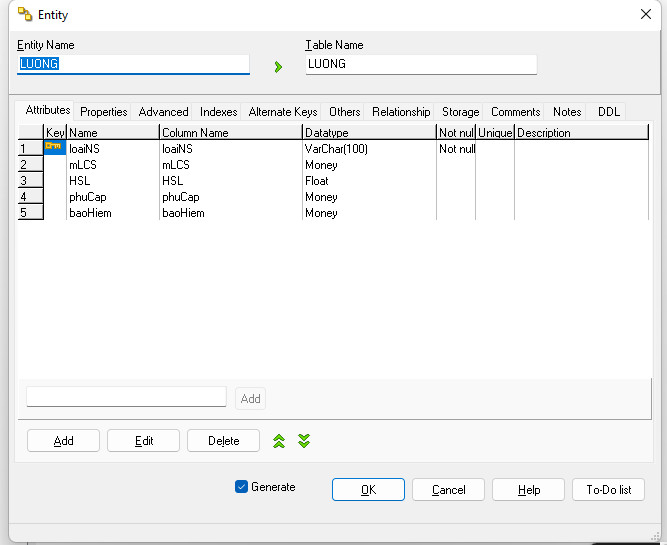 Entity
Entity Name
Table Name
LUONG
LUONG
Attributes Properties Advanced Indexes Alternate Keys Others Relationship Storage Comments Notes DDL
Key Name Column Name Datatype Not nul Unique Description
1 loaiNS loaiNS VarChar(100) Not null
2 mLCS mLCS Money
3 HSL HSL Float
4 phuCap phuCap Money
5 baoHiem baoHiem Money
Add
Add Edit Delete
Generate OK Cancel Help To-Do list